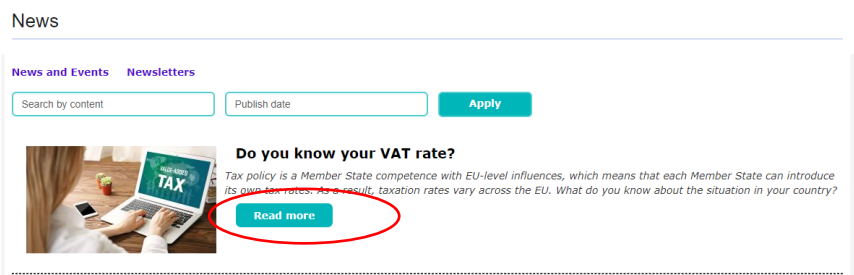 News
News and Events Newsletters
Search by content Publish date Apply
Do you know your VAT rate?
Tax policy is a Member State competence with EU-level influences, which means that each Member State can introduce
its own tax rates. As a result, taxation rates vary across the EU. What do you know about the situation in your country?
VALUE-ADDED
TAX
Read more